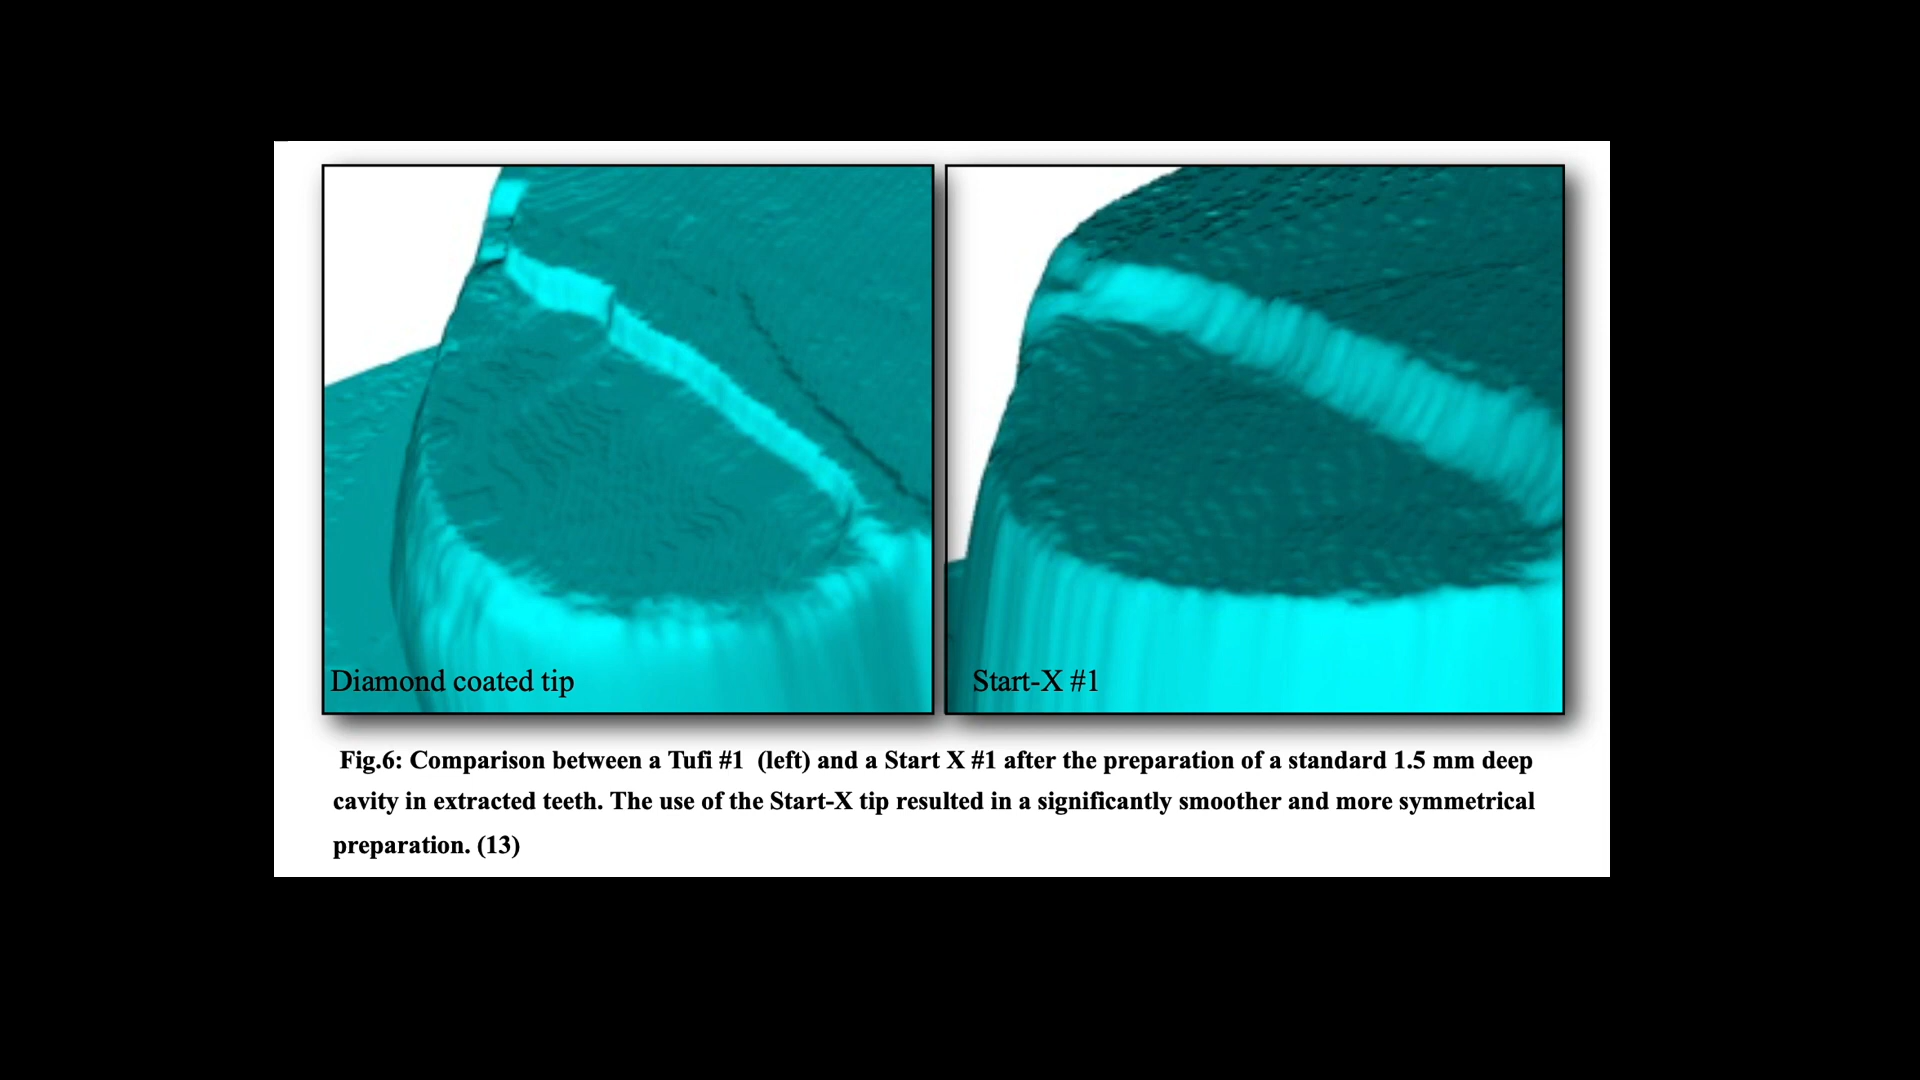 Diamond coated tip
Start-X #1
Fig.6: Comparison between a Tufi #1  (left) and a Start X #1 after the preparation of a standard 1.5 mm deep
cavity in extracted teeth. The use of the Start-X tip resulted in a significantly smoother and more symmetrical
preparation. (13)